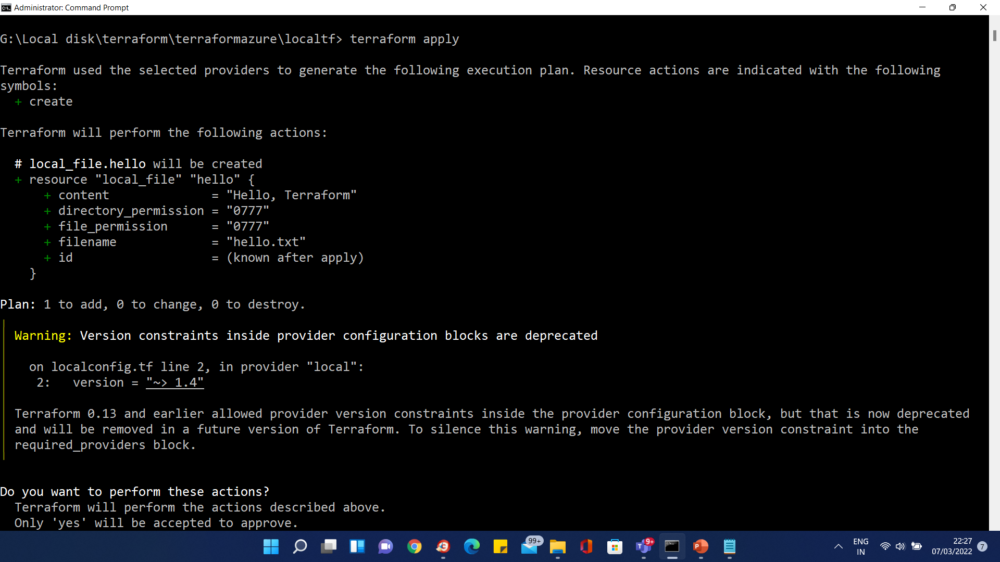 Administrator: Command Prompt
G:\Local disk\terraform\terraformazure\localtf> terraform apply
Terraform used the selected providers to generate the following execution plan. Resource actions are indicated with the following
symbols:
  + create
Terraform will perform the following actions:
  # local_file.hello will be created
  + resource "local_file" "hello" {
      + content              = "Hello, Terraform"
      + directory_permission = "0777"
      + file_permission      = "0777"
      + filename             = "hello.txt"
      + id                   = (known after apply)
    }
Plan: 1 to add, 0 to change, 0 to destroy.
Warning: Version constraints inside provider configuration blocks are deprecated
  on localconfig.tf line 2, in provider "local":
   2:   version = "~> 1.4"
Terraform 0.13 and earlier allowed provider version constraints inside the provider configuration block, but that is now deprecated
and will be removed in a future version of Terraform. To silence this warning, move the provider version constraint into the
required_providers block.
Do you want to perform these actions?
  Terraform will perform the actions described above.
  Only 'yes' will be accepted to approve.
99+
9+
ENG
IN
22:27
07/03/2022
7